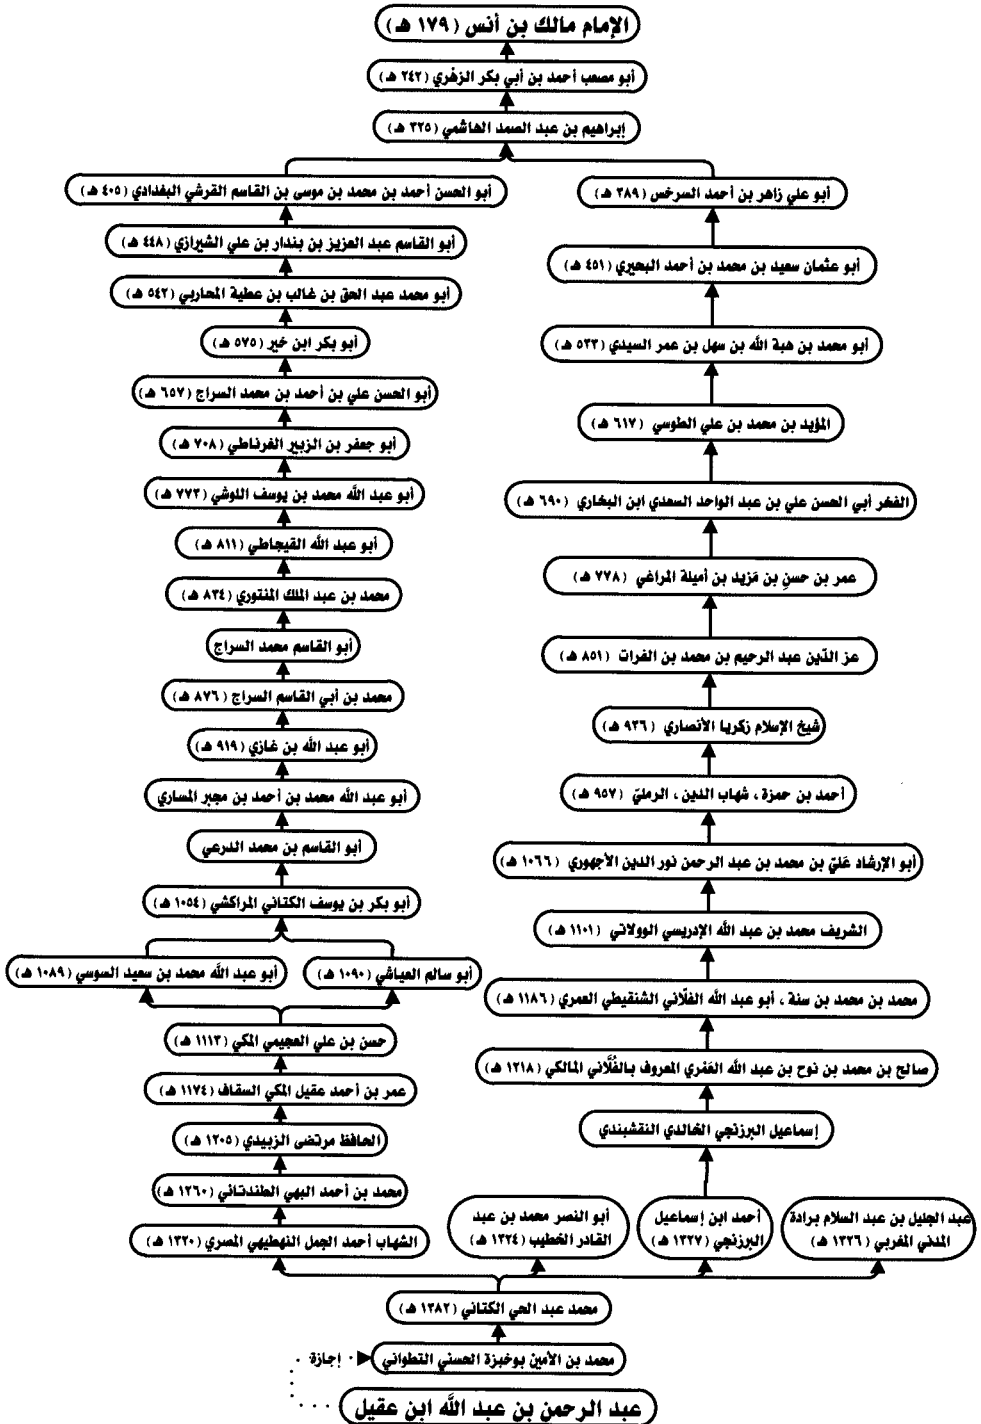 الإمام مالك بن أنس (١٧٩ هـ)
أبو مصعب أحمد بن أبي بكر الزهري (٢٤٢ هـ)
إبراهيم بن عبد الصمد الهاشمي (٣٢٥ هـ)
أبو علي زاهر بن أحمد السرخس (٣٨٩ هـ)
أبو عثمان سعيد بن محمد بن أحمد البحيري (٤٥١ هـ)
أبو محمد بن هبة الله بن سهل بن عمر السيدي (٥٣٣ هـ)
المؤيد بن محمد بن علي الطوسي (٦١٧ هـ)
الفخر أبي الحسن علي بن عبد الواحد السعدي ابن البخاري (٦٩٠ هـ)
عمر بن حسن بن مَزيد بن أميلة المراغي (٧٧٨ هـ)
عز الدّين عبد الرحيم بن محمد بن الفرات (٨٥١ هـ)
شيخ الإسلام زكريا الأنصاري (٩٢٦ هـ)
أحمد بن حمزة ، شهاب الدين ، الرمليّ (٩٥٧ هـ)
أبو الإرشاد عَليّ بن محمد بن عبد الرحمن نور الدين الأجهوري (١٠٦٦ هـ)
الشريف محمد بن عبد الله الإدريسي الوولاتي (١١٠١ هـ)
محمد بن محمد بن سنة ، أبو عبد الله الفلّاني الشنقيطي العمري (١١٨٦ هـ)
صالح بن محمد بن نوح بن عبد الله العَمْري المعروف بالفُلَّاني المالكي (١٢١٨ هـ)
إسماعيل البرزنجي الخالدي النقشبندي
أبو الحسن أحمد بن محمد بن موسى بن القاسم القرشي البغدادي (٤٠٥ هـ)
أبو القاسم عبد العزيز بن بندار بن علي الشيرازي (٤٤٨ هـ)
أبو محمد عبد الحق بن غالب بن عطية المحاربي (٥٤٢ هـ)
أبو بكر ابن خير (٥٧٥ هـ)
أبو الحسن علي بن أحمد بن محمد السراج (٦٥٧ هـ)
أبو جعفر بن الزبير الغرناطي (٧٠٨ هـ)
أبو عبد الله محمد بن يوسف اللوشي (٧٧٣ هـ)
أبو عبد الله القيجاطي (٨١١ هـ)
محمد بن عبد الملك المنتوري (٨٣٤ هـ)
أبو القاسم محمد السراج
محمد بن أبي القاسم السراج (٨٧٦ هـ)
أبو عبد الله بن غازي (٩١٩ هـ)
أبو عبد الله محمد بن أحمد بن مجبر المساري
أبو القاسم بن محمد الدرعي
أبو بكر بن يوسف الكتاني المراكشي (١٠٥٤ هـ)
أبو سالم العياشي (١٠٩٠ هـ)
أبو عبد الله محمد بن سعيد السوسي (١٠٨٩ هـ)
حسن بن علي العجيمي المكي (١١١٣ هـ)
عمر بن أحمد عقيل المكي السقاف (١١٧٤ هـ)
الحافظ مرتضى الزبيدي (١٢٠٥ هـ)
محمد بن أحمد البهي الطندتاني (١٢٦٠ هـ)
عبد الجليل بن عبد السلام برادة
المدني المغربي (١٣٢٦ هـ)
أحمد ابن إسماعيل
البرزنجي (١٣٣٧ هـ)
أبو النصر محمد بن عبد
القادر الخطيب (١٣٢٤ هـ)
الشهاب أحمد الجمل النهطيهي المصري (١٣٢٠ هـ)
محمد عبد الحي الكتاني (١٣٨٢ هـ)
محمد بن الأمين بوخبزة الحسني التطواني
إجازة
عبد الرحمن بن عبد الله ابن عقيل